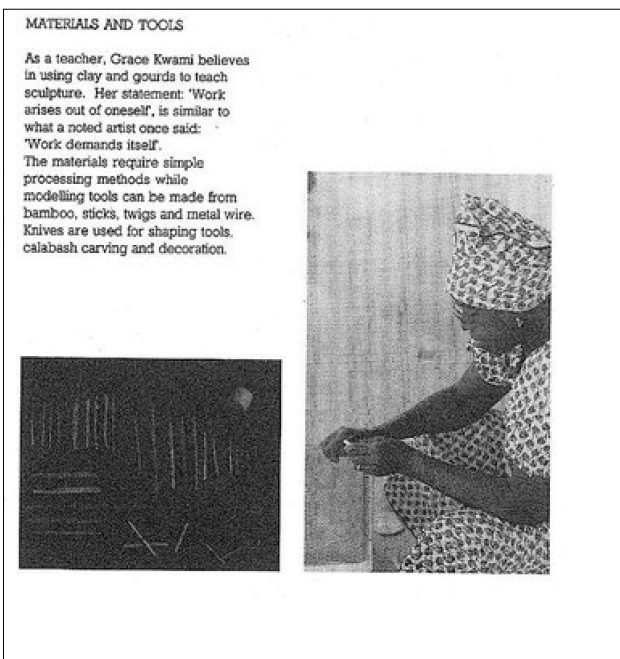 MATERIALS AND TOOLS
As a teacher, Grace Kwami believes
in using clay and gourds to teach
sculpture. Her statement: 'Work
arises out of oneself', is similar to
what a noted artist once said:
'Work demands itself'.
The materials require simple
processing methods while
modelling tools can be made from
bamboo, sticks, twigs and metal wire.
Knives are used for shaping tools,
calabash carving and decoration.